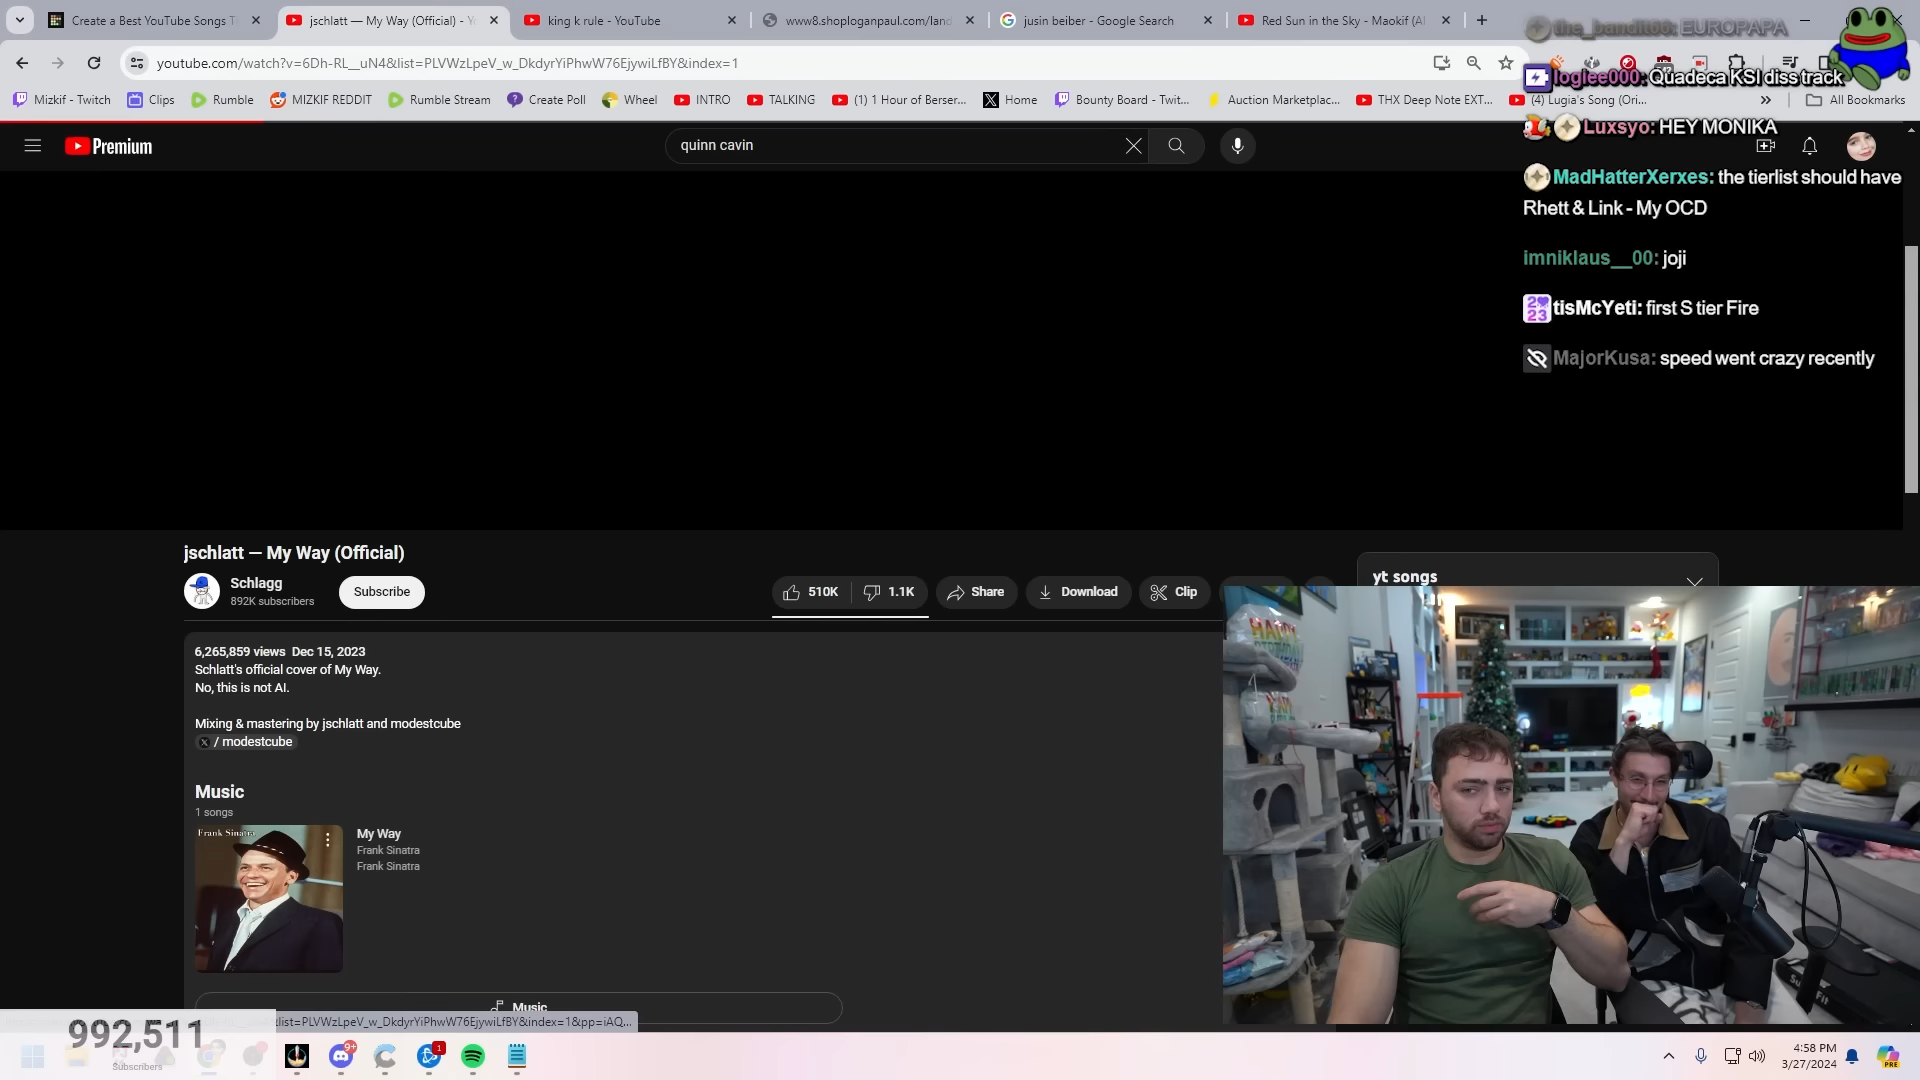 Create a Best YouTube Songs T
jschlatt — My Way (Official) - Yo
king k rule - YouTube
www8.shoploganpaul.com/land
jusin beiber - Google Search
Red Sun in the Sky - Maokif (AI
the_bandit66: EUROPAPA
youtube.com/watch?v=6Dh-RL__uN4&list=PLVWzLpeV_w_DkdyrYiPhwW76EjywiLfBY&index=1
logiee000: Quadeca KSI diss track
Mizkif - Twitch
Clips
Rumble
MIZKIF REDDIT
Rumble Stream
Create Poll
Wheel
INTRO
TALKING
(1) 1 Hour of Berser...
Home
Bounty Board - Twit...
Auction Marketplac...
THX Deep Note EXT...
(4) Lugia's Song (Ori...
All Bookmarks
Luxsyo: HEY MONIKA
Premium
quinn cavin
MadHatterXerxes: the tierlist should have
Rhett & Link - My OCD
imniklaus__00: joji
tisMcYeti: first S tier Fire
MajorKusa: speed went crazy recently
jschlatt — My Way (Official)
Schlagg
892K subscribers
Subscribe
510K
1.1K
Share
Download
Clip
yt songs
6,265,859 views Dec 15, 2023
Schlatt's official cover of My Way.
No, this is not AI.
Mixing & mastering by jschlatt and modestcube
/ modestcube
Music
1 songs
Frank Sinatra
My Way
Frank Sinatra
Frank Sinatra
Music
list=PLVWzLpeV_w_DkdyrYiPhwW76EjywiLfBY&index=1&pp=iAQ...
992,511
Subscribers
9+
1
4:58 PM
3/27/2024
PRE